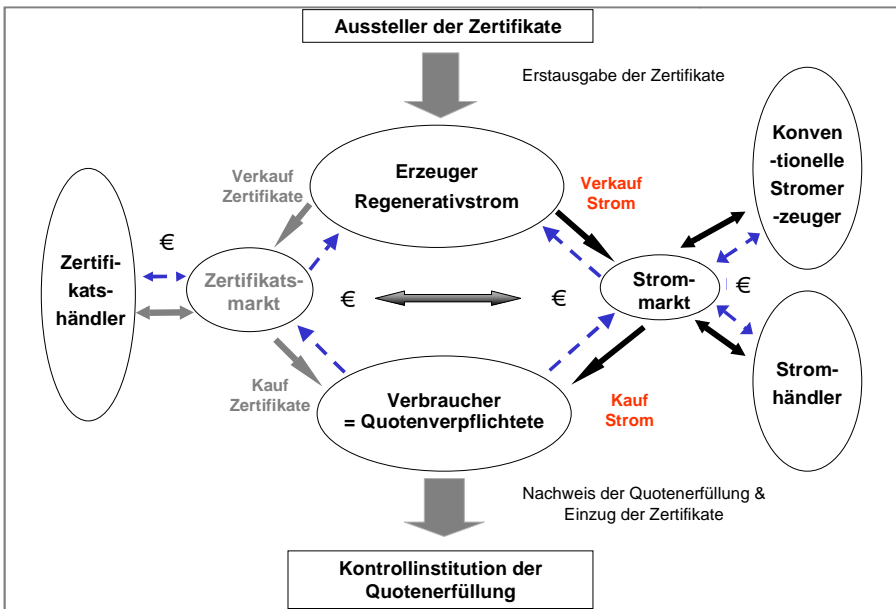 Aussteller der Zertifikate
Erstausgabe der Zertifikate
Konven
-tionelle
Stromer
-zeuger
Erzeuger
Regenerativstrom
Verkauf
Zertifikate
Verkauf
Strom
€
Zertifi-
kats-
händler
Zertifikats-
markt
€
€
Strom-
markt
€
Strom-
händler
Kauf
Zertifikate
Verbraucher
= Quotenverpflichtete
Kauf
Strom
Nachweis der Quotenerfüllung &
Einzug der Zertifikate
Kontrollinstitution der
Quotenerfüllung